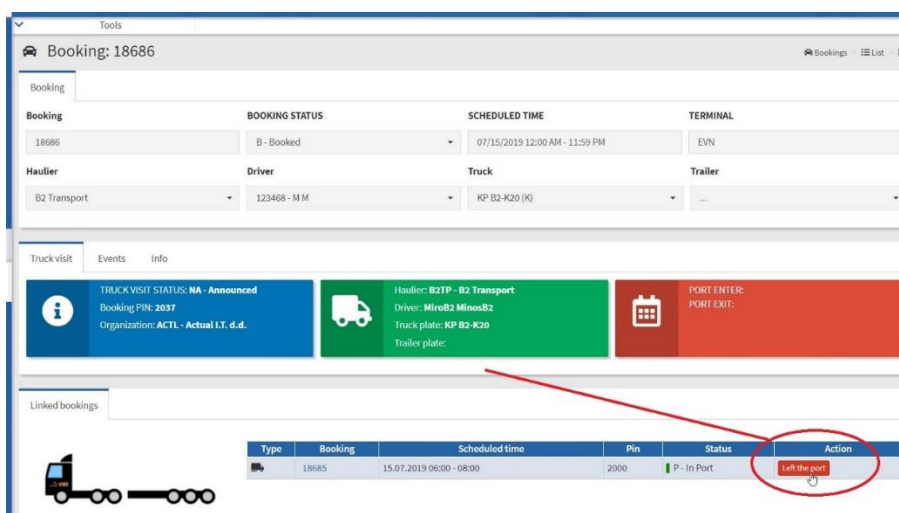 Tools
Booking: 18686
Bookings
List
Booking
Booking
BOOKING STATUS
SCHEDULED TIME
TERMINAL
18686
B - Booked
07/15/2019 12:00 AM - 11:59 PM
EVN
Haulier
Driver
Truck
Trailer
B2 Transport
123468 - M M
KP B2-K20 (K)
...
Truck visit
Events
Info
TRUCK VISIT STATUS: NA - Announced
Booking PIN: 2037
Organization: ACTL - Actual I.T. d.d.
Haulier: B2TP - B2 Transport
Driver: MiroB2 MinosB2
Truck plate: KP B2-K20
Trailer plate:
PORT ENTER:
PORT EXIT:
Linked bookings
Type Booking Scheduled time Pin Status Action
18685 15.07.2019 06:00 - 08:00 2000 P - In Port Left the port